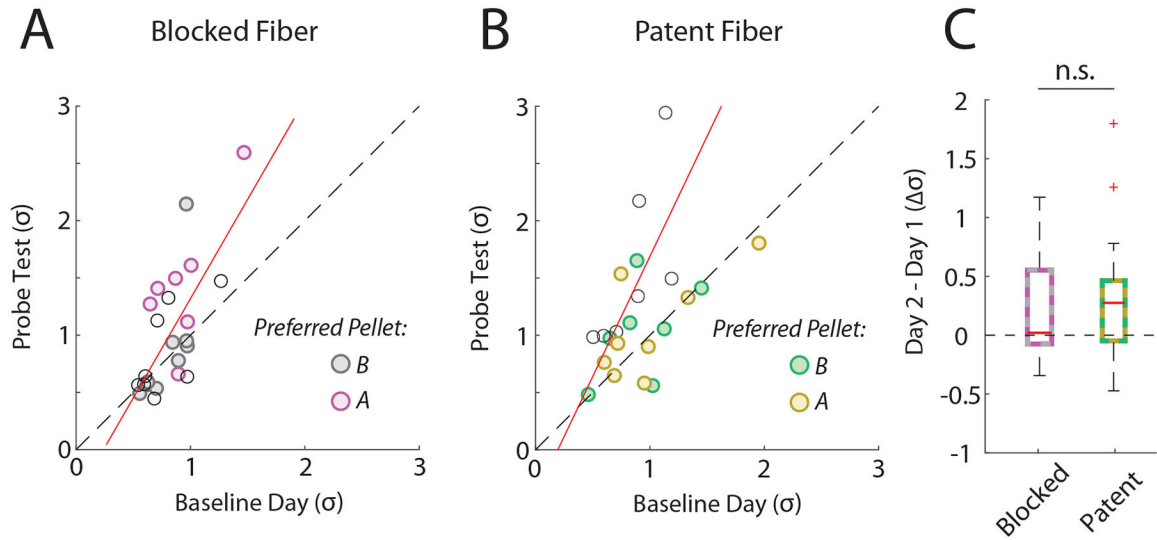 A
Blocked Fiber
3
2
1
0
0
1
2
3
Probe Test (σ)
Baseline Day (σ)
Preferred Pellet:
B
A
B
Patent Fiber
3
2
1
0
0
1
2
3
Probe Test (σ)
Baseline Day (σ)
Preferred Pellet:
B
A
C
n.s.
2
1.5
1
0.5
0
-0.5
-1
Day 2 - Day 1 (Δσ)
Blocked
Patent